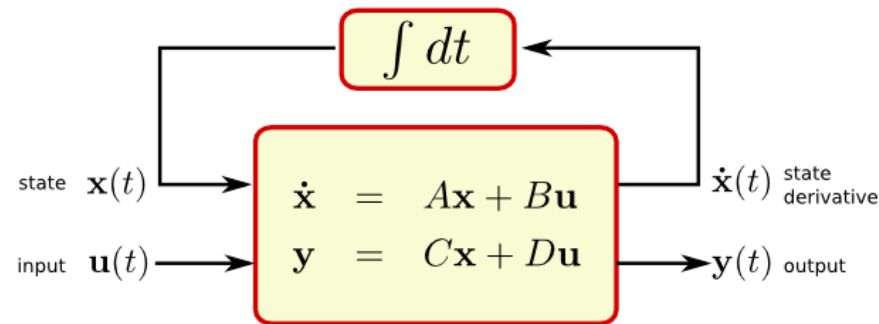 ∫ dt
state x(t)
ẋ = Ax + Bu
ẋ(t) state derivative
input u(t)
y = Cx + Du
y(t) output